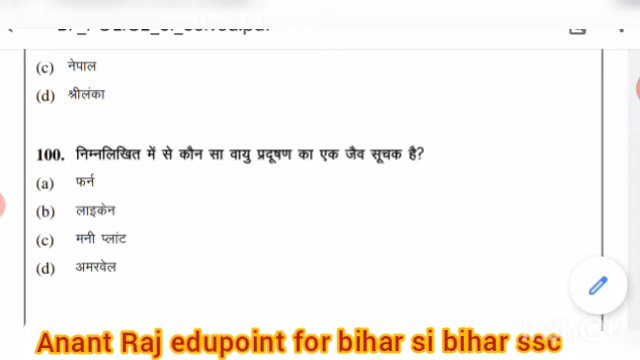 (c) नेपाल
(d) श्रीलंका
100. निम्नलिखित में से कौन सा वायु प्रदूषण का एक जैव सूचक है?
(a) फर्न
(b) लाइकेन
(c) मनी प्लांट
(d) अमरवेल
Anant Raj edupoint for bihar si bihar ssc